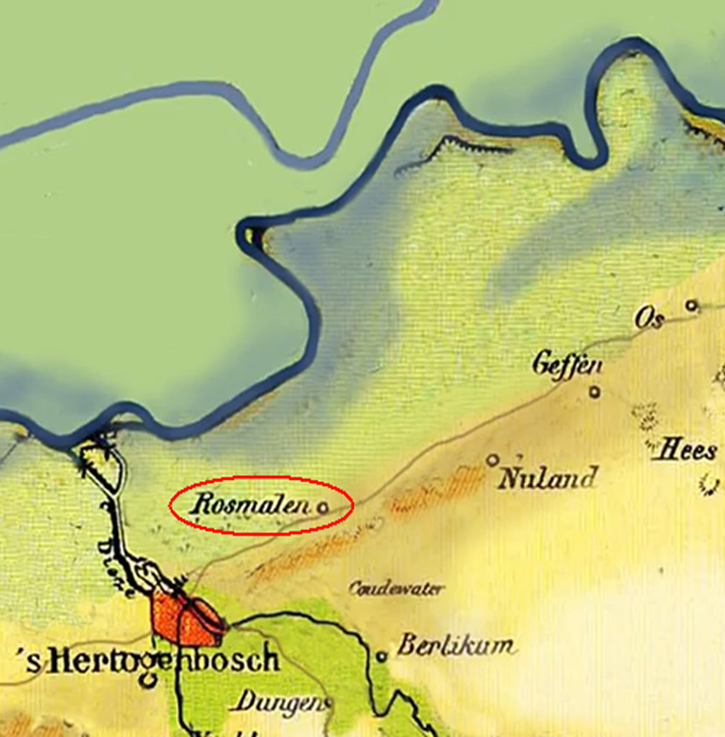 Os
Geffen
Hees
Nuland
Rosmalen
Dieze
Coudewater
Berlikum
's Hertogenbosch
Dungen